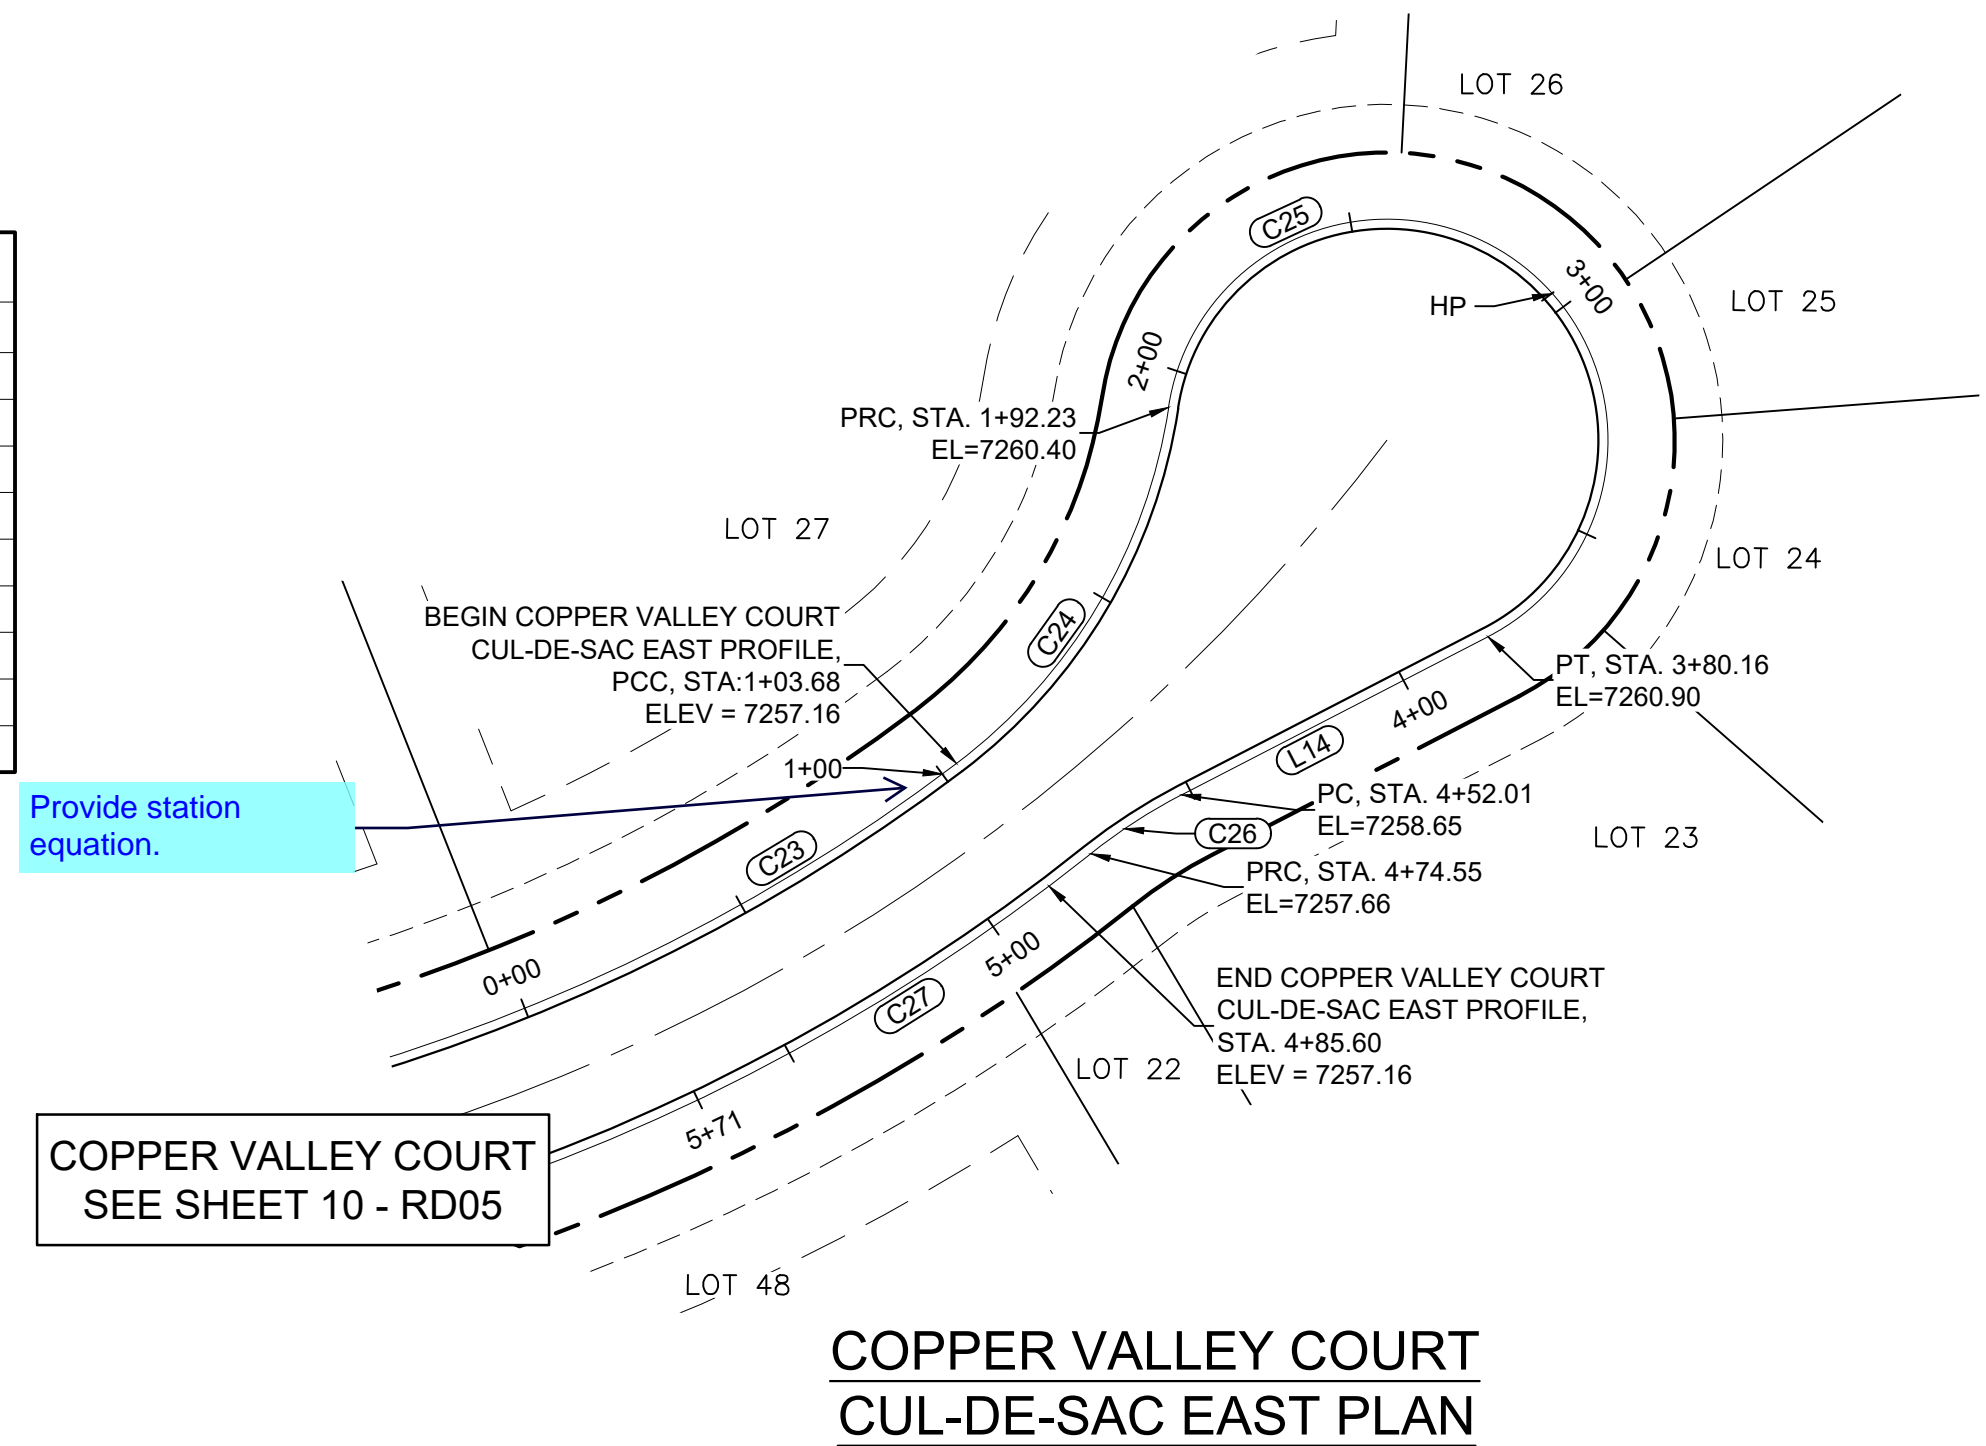 LOT 26
C25
3+00
HP
LOT 25
2+00
PRC, STA. 1+92.23
EL=7260.40
LOT 27
LOT 24
BEGIN COPPER VALLEY COURT
CUL-DE-SAC EAST PROFILE,
PCC, STA:1+03.68
ELEV = 7257.16
C24
PT, STA. 3+80.16
EL=7260.90
4+00
L14
1+00
Provide station
equation.
PC, STA. 4+52.01
EL=7258.65
C26
LOT 23
C23
PRC, STA. 4+74.55
EL=7257.66
0+00
5+00
C27
END COPPER VALLEY COURT
CUL-DE-SAC EAST PROFILE,
STA. 4+85.60
ELEV = 7257.16
LOT 22
5+71
COPPER VALLEY COURT
SEE SHEET 10 - RD05
LOT 48
COPPER VALLEY COURT
CUL-DE-SAC EAST PLAN